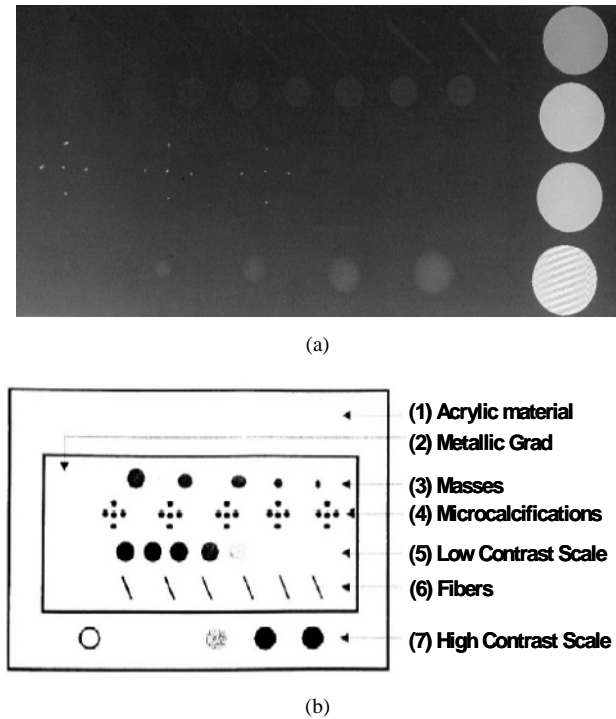 (a)
(1) Acrylic material
(2) Metallic Grad
(3) Masses
(4) Microcalcifications
(5) Low Contrast Scale
(6) Fibers
(7) High Contrast Scale
(b)